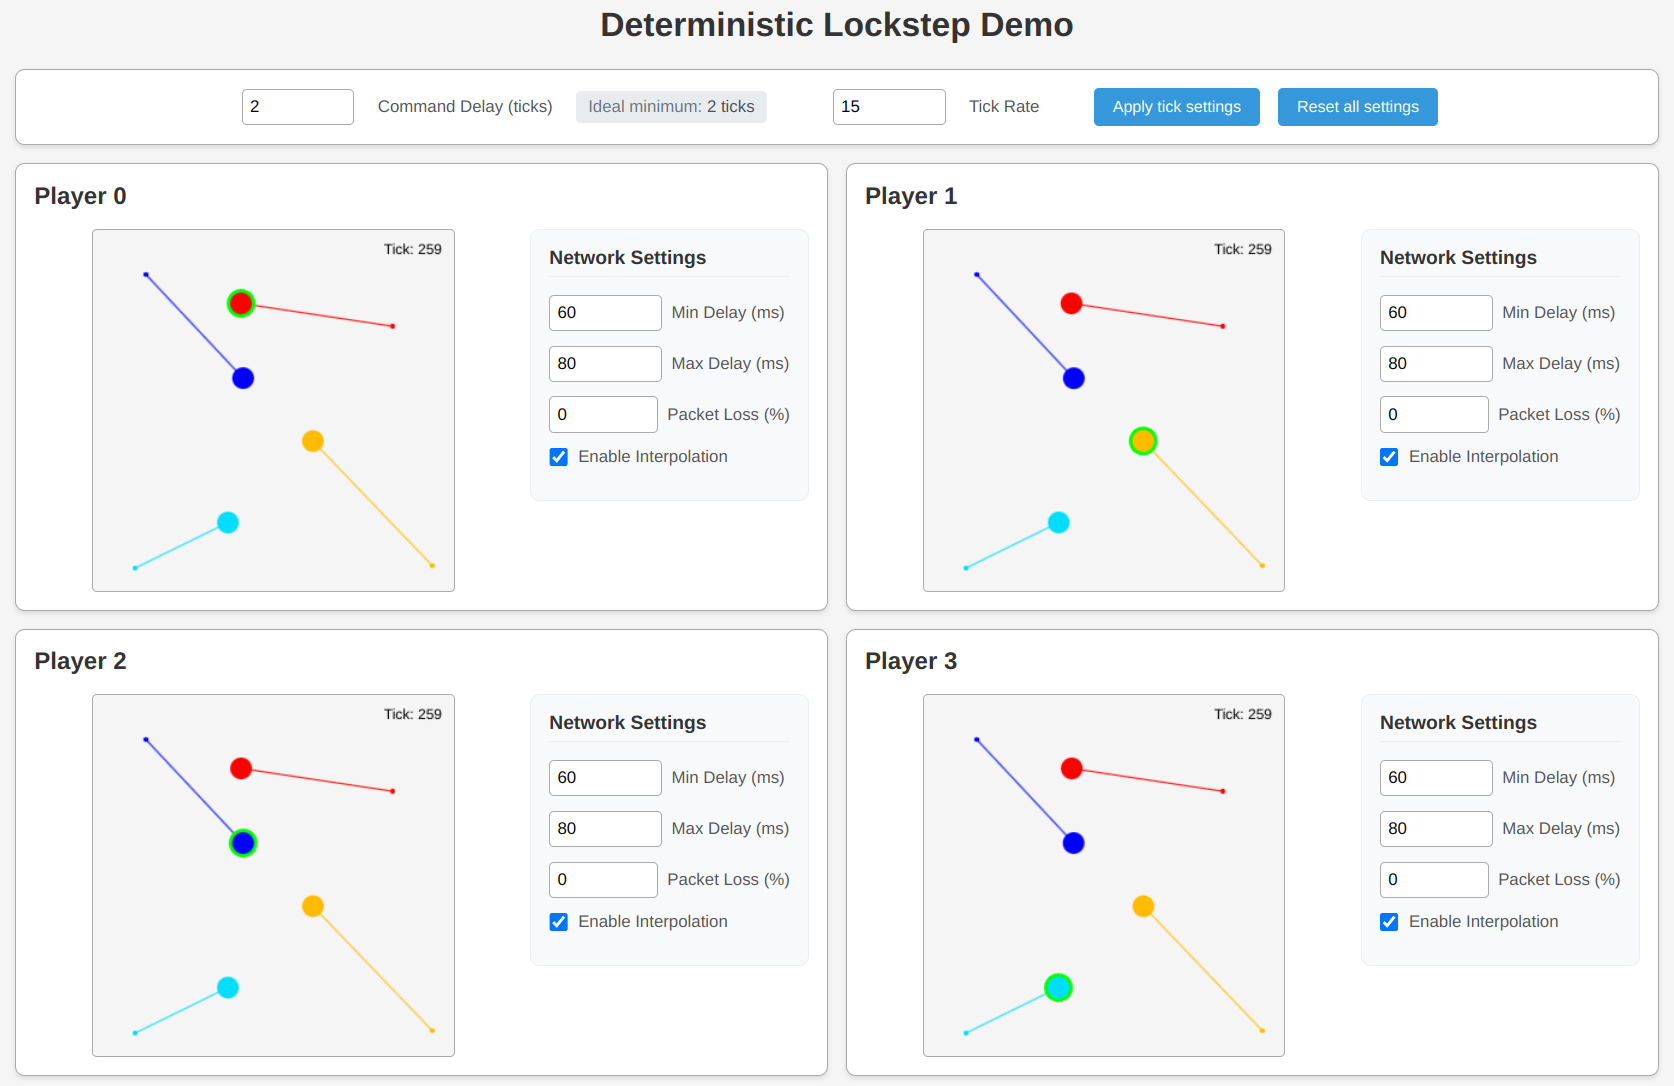 Deterministic Lockstep Demo
2 Command Delay (ticks) Ideal minimum: 2 ticks 15 Tick Rate Apply tick settings Reset all settings
Player 0
Tick: 259
Network Settings
60 Min Delay (ms)
80 Max Delay (ms)
0 Packet Loss (%)
Enable Interpolation
Player 1
Tick: 259
Network Settings
60 Min Delay (ms)
80 Max Delay (ms)
0 Packet Loss (%)
Enable Interpolation
Player 2
Tick: 259
Network Settings
60 Min Delay (ms)
80 Max Delay (ms)
0 Packet Loss (%)
Enable Interpolation
Player 3
Tick: 259
Network Settings
60 Min Delay (ms)
80 Max Delay (ms)
0 Packet Loss (%)
Enable Interpolation